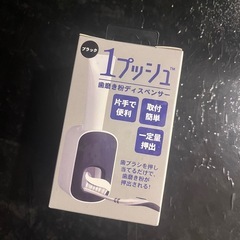 ブラック
1プッシュ™
歯磨き粉ディスペンサー
片手で
便利
取付
簡単
一定量
押出
歯ブラシを押し
当てるだけで、
歯磨き粉が
押出される!